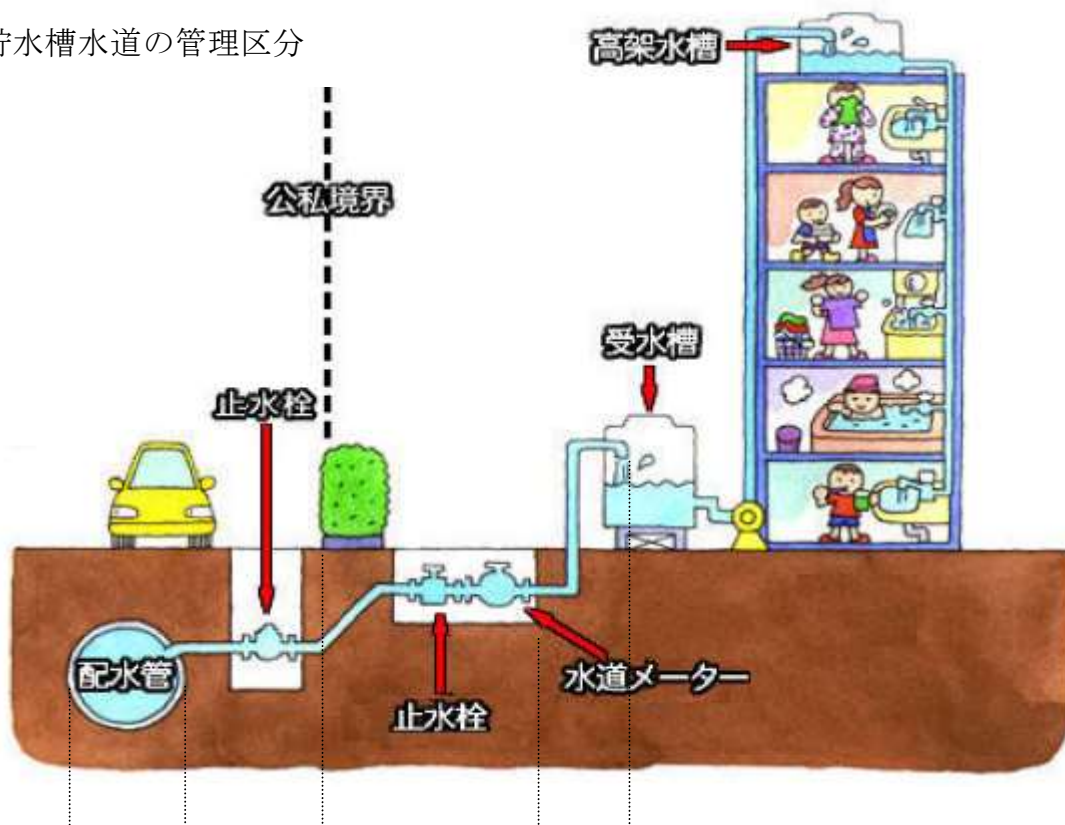 貯水槽水道の管理区分
高架水槽
公私境界
受水槽
止水栓
配水管
水道メーター
止水栓